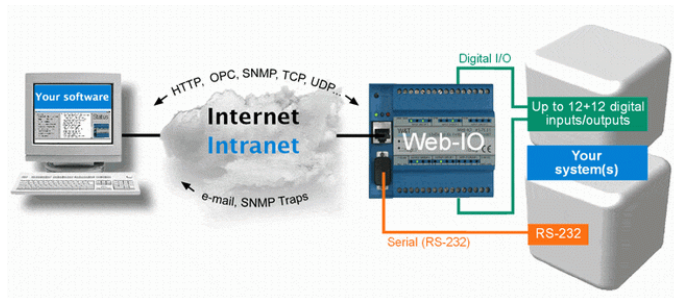 Your software
HTTP, OPC, SNMP, TCP, UDP...
Internet
Intranet
e-mail, SNMP Traps
Digital I/O
W&T
Web-IO
Serial (RS-232)
Up to 12+12 digital
inputs/outputs
Your
system(s)
RS-232